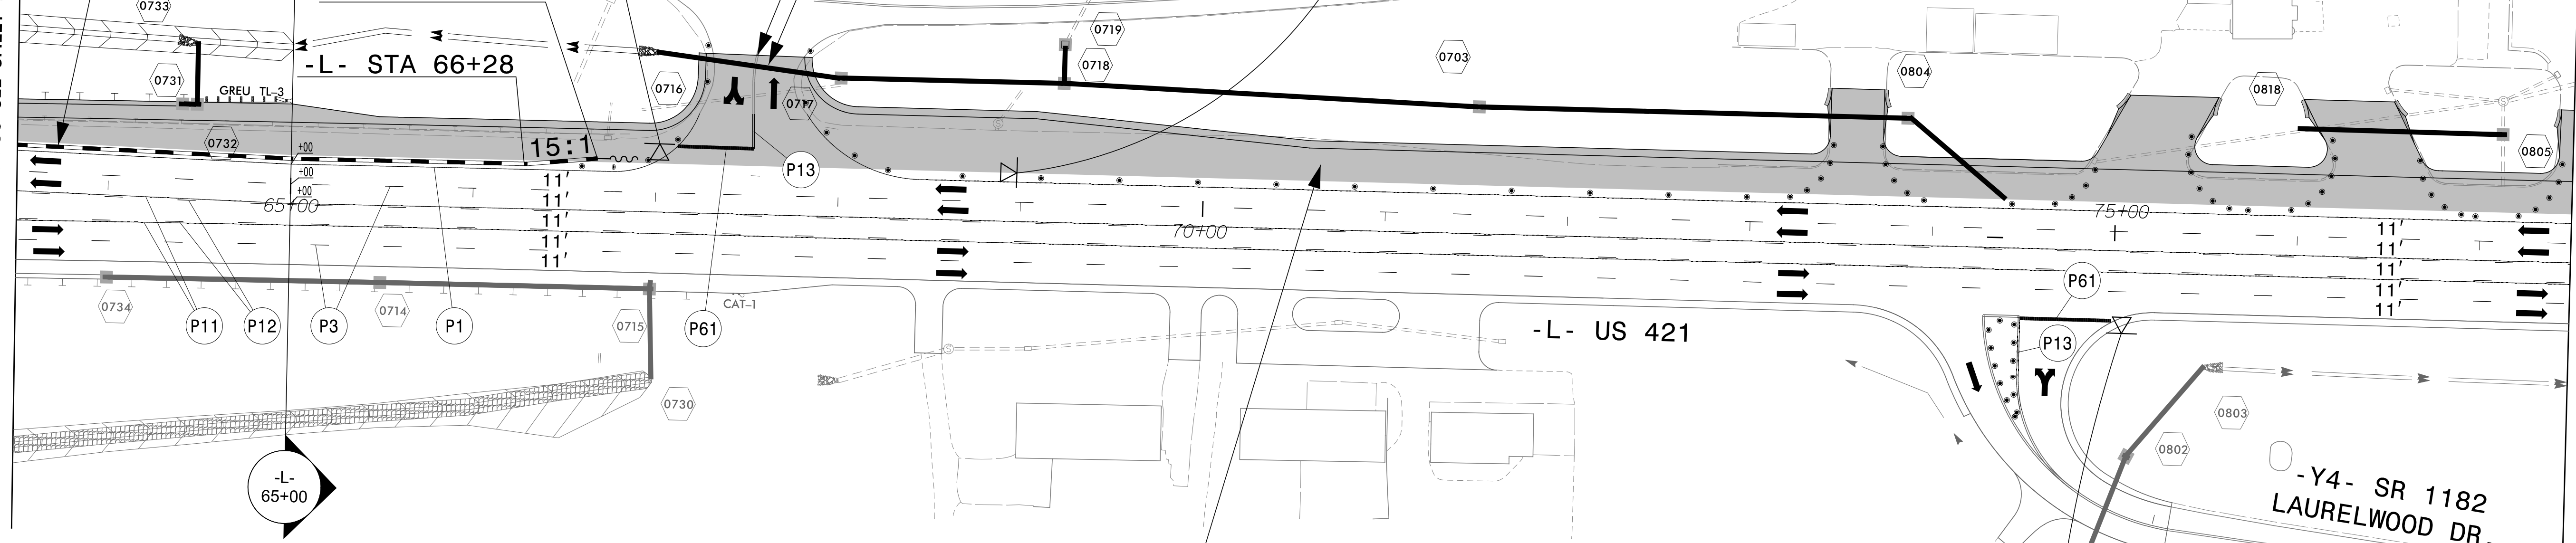 0733
0719
0703
-L- STA 66+28
0718
0804
0731
GREU TL-3
0716
0717
0818
0732
+00
15:1
P13
0805
+00
+00
11'
11'
11'
11'
11'
65+00
70+00
75+00
11'
11'
11'
11'
11'
0734
0714
0715
CAT-1
P61
P11
P12
P3
P1
P61
-L- US 421
P13
0730
0803
0802
-L-
65+00
-Y4- SR 1182
LAURELWOOD DR.